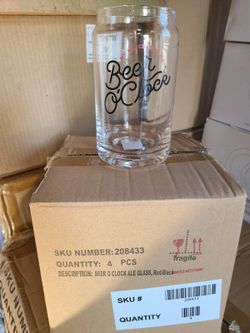 Beer
O'Clock
fragile
SKU NUMBER: 208433
QUANTITY: 4 PCS
DESCRIPTION: BEER O CLOCK ALE GLASS, Red/Black
SKU #
QUANTITY